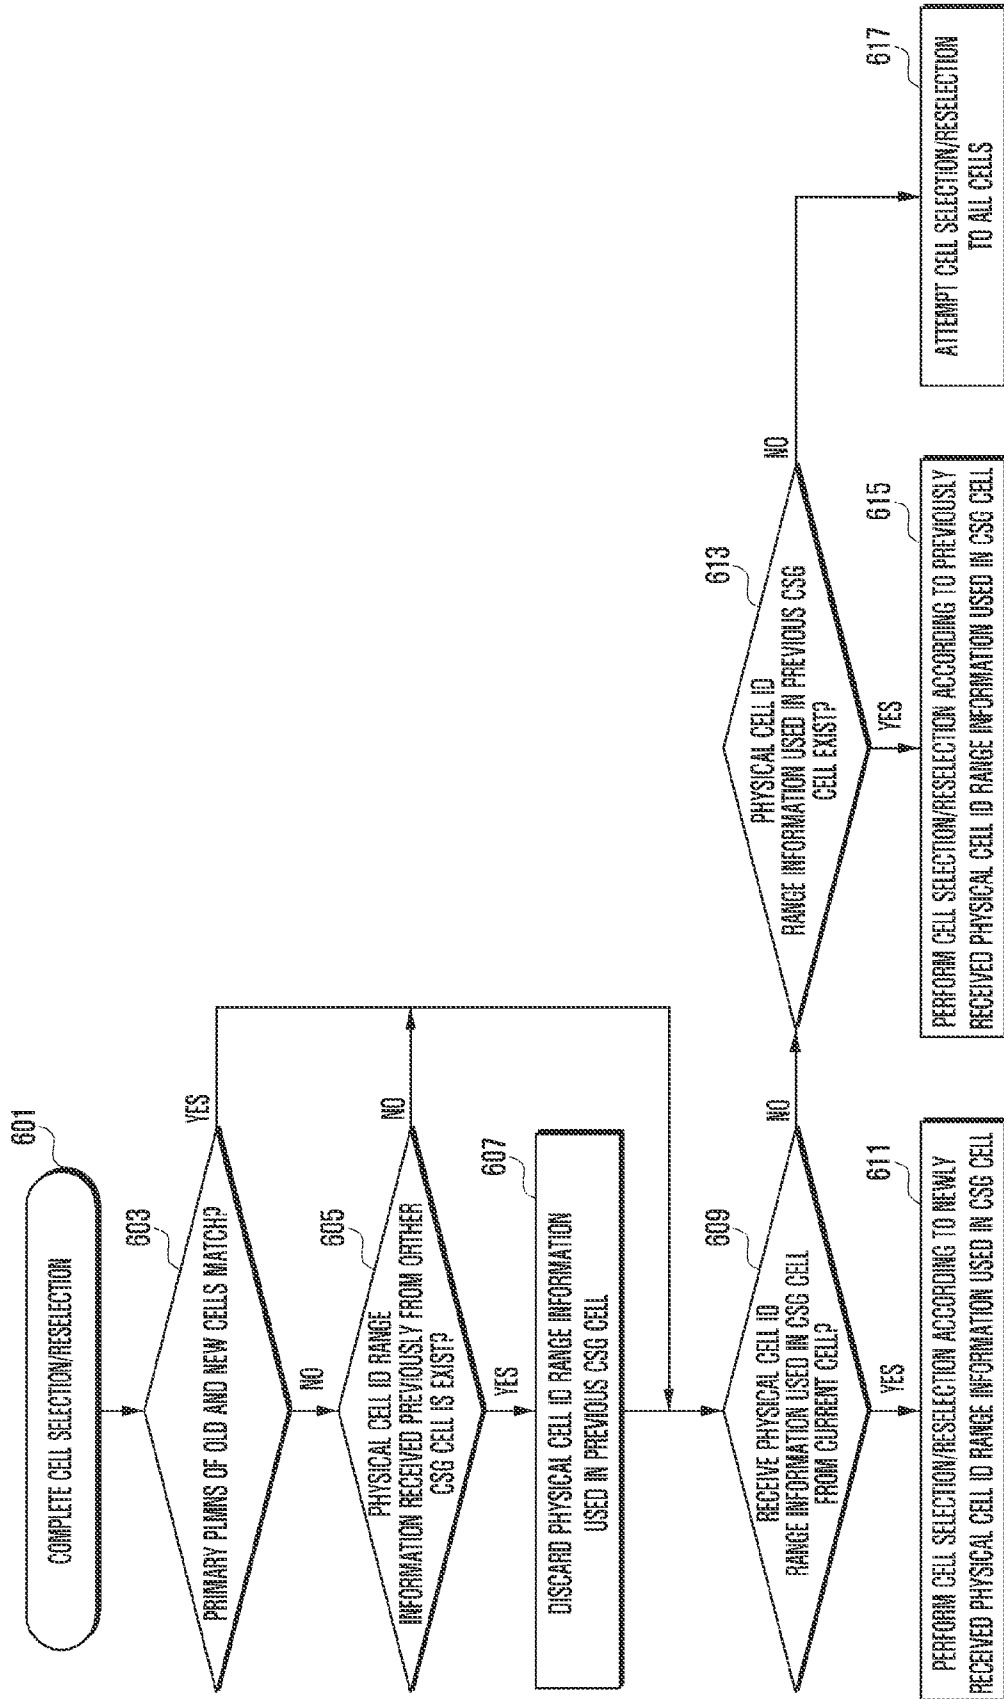 601
COMPLETE CELL SELECTION/RESELECTION
603
PRIMARY PLMNS OF OLD AND NEW CELLS MATCH?
YES
NO
605
PHYSICAL CELL ID RANGE
INFORMATION RECEIVED PREVIOUSLY FROM ORTHER
CSG CELL IS EXIST?
NO
YES
607
DISCARD PHYSICAL CELL ID RANGE INFORMATION
USED IN PREVIOUS CSG CELL
609
RECEIVE PHYSICAL CELL ID
RANGE INFORMATION USED IN CSG CELL
FROM CURRENT CELL?
NO
YES
611
PERFORM CELL SELECTION/RESELECTION ACCORDING TO NEWLY
RECEIVED PHYSICAL CELL ID RANGE INFORMATION USED IN CSG CELL
613
PHYSICAL CELL ID
RANGE INFORMATION USED IN PREVIOUS CSG
CELL EXIST?
NO
YES
615
PERFORM CELL SELECTION/RESELECTION ACCORDING TO PREVIOUSLY
RECEIVED PHYSICAL CELL ID RANGE INFORMATION USED IN CSG CELL
617
ATTEMPT CELL SELECTION/RESELECTION
TO ALL CELLS